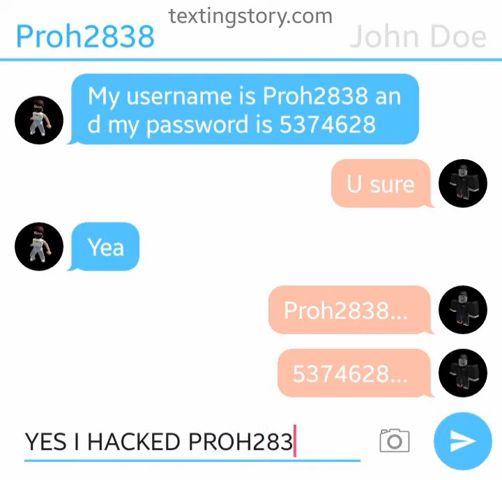 textingstory.com
Proh2838
John Doe
My username is Proh2838 an
d my password is 5374628
U sure
Yea
Proh2838...
5374628...
YES I HACKED PROH283